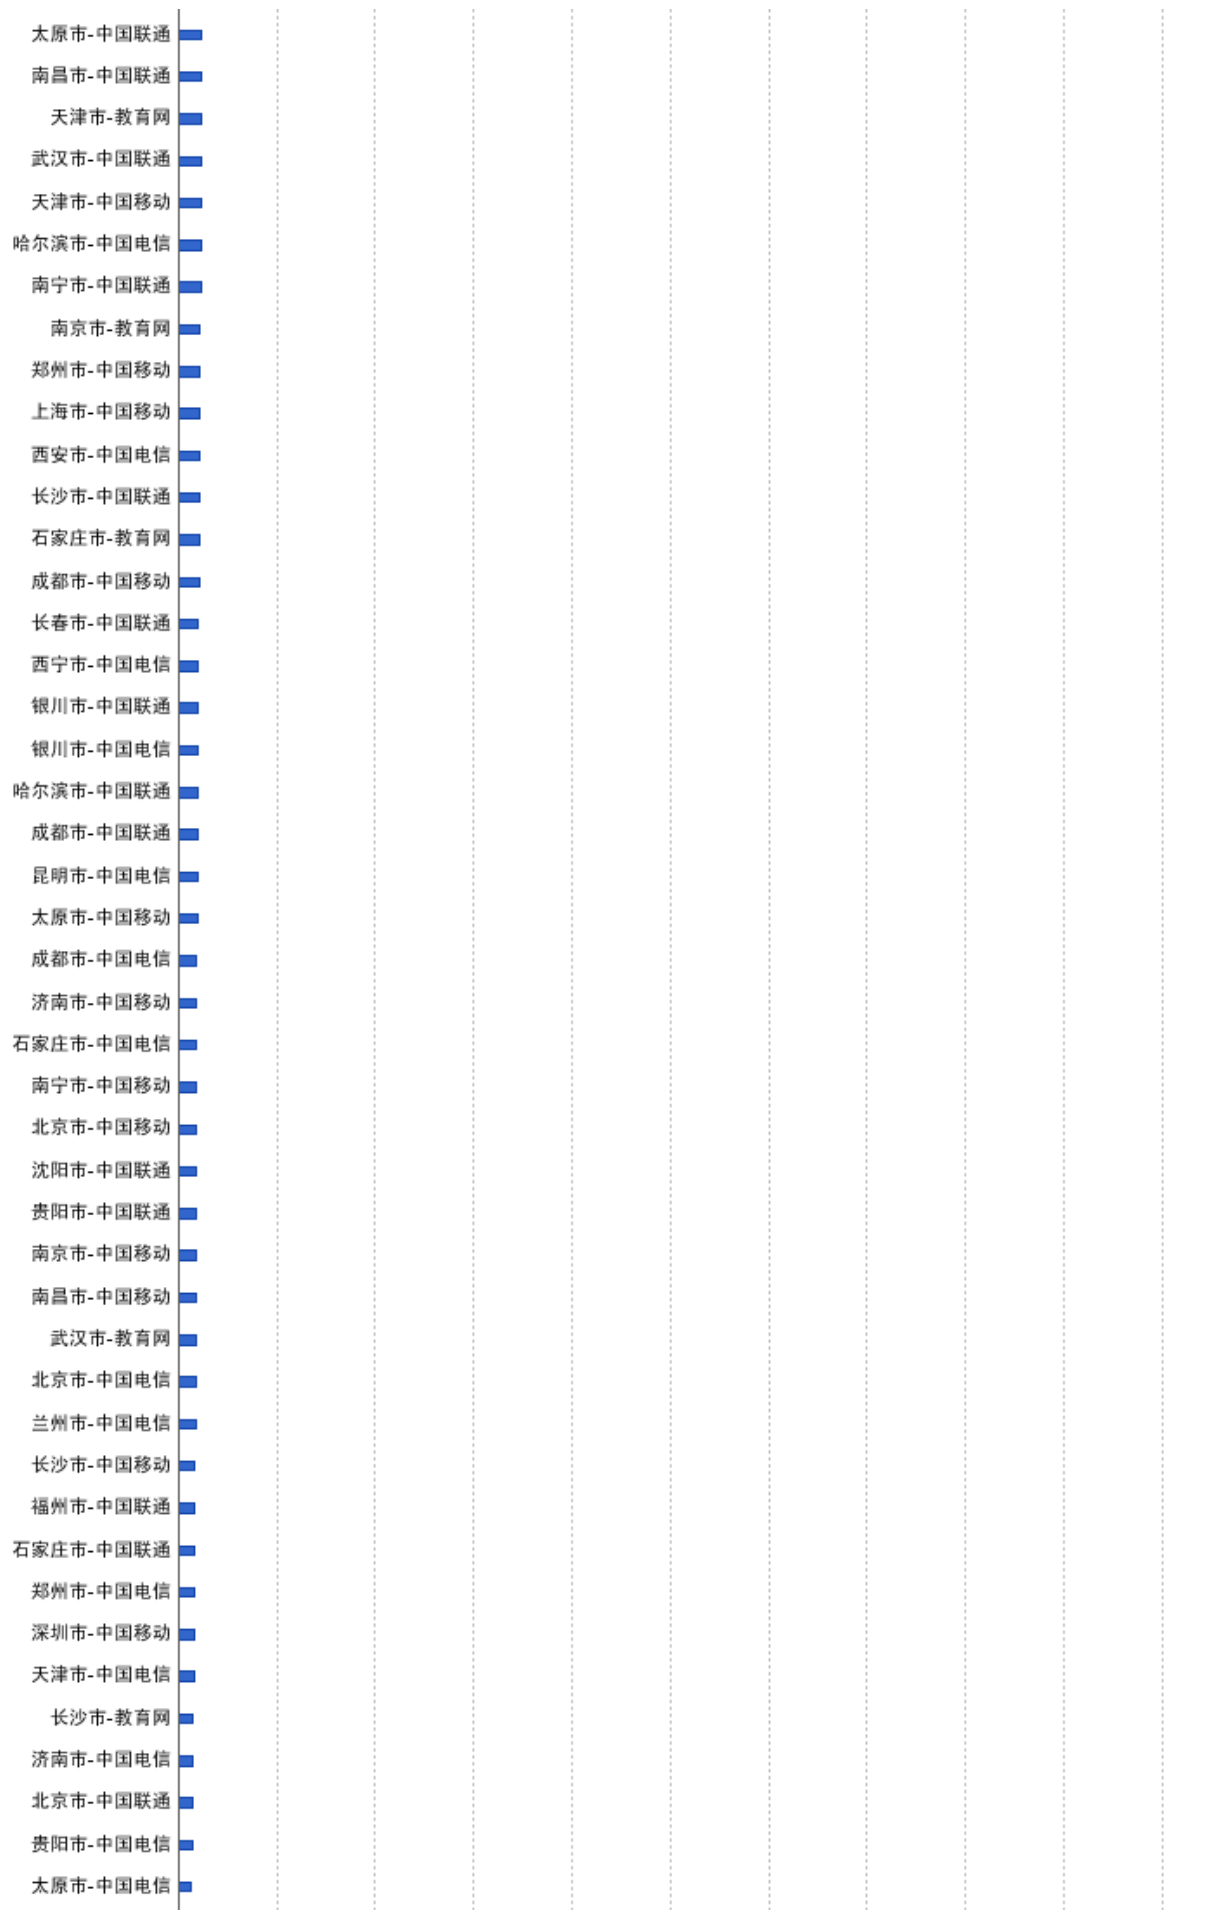 太原市-中国联通
南昌市-中国联通
天津市-教育网
武汉市-中国联通
天津市-中国移动
哈尔滨市-中国电信
南宁市-中国联通
南京市-教育网
郑州市-中国移动
上海市-中国移动
西安市-中国电信
长沙市-中国联通
石家庄市-教育网
成都市-中国移动
长春市-中国联通
西宁市-中国电信
银川市-中国联通
银川市-中国电信
哈尔滨市-中国联通
成都市-中国联通
昆明市-中国电信
太原市-中国移动
成都市-中国电信
济南市-中国移动
石家庄市-中国电信
南宁市-中国移动
北京市-中国移动
沈阳市-中国联通
贵阳市-中国联通
南京市-中国移动
南昌市-中国移动
武汉市-教育网
北京市-中国电信
兰州市-中国电信
长沙市-中国移动
福州市-中国联通
石家庄市-中国联通
郑州市-中国电信
深圳市-中国移动
天津市-中国电信
长沙市-教育网
济南市-中国电信
北京市-中国联通
贵阳市-中国电信
太原市-中国电信